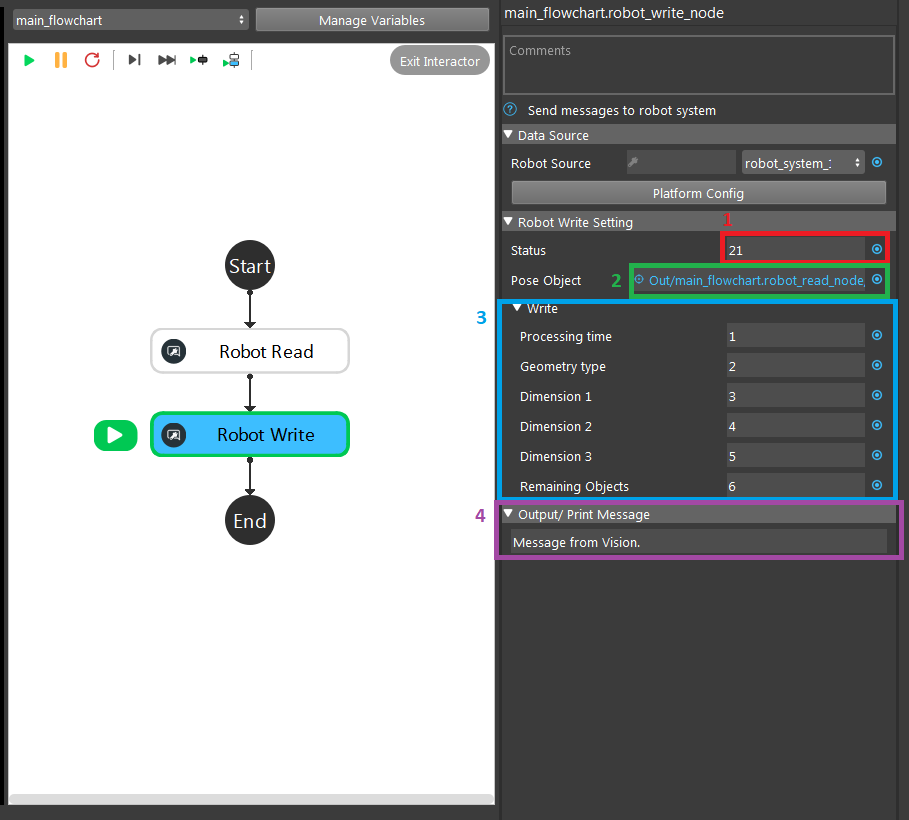 main_flowchart
Manage Variables
Exit Interactor
Start
Robot Read
Robot Write
End
main_flowchart.robot_write_node
Comments
? Send messages to robot system
Data Source
Robot Source robot_system_
Platform Config
Robot Write Setting 1
Status 21
Pose Object 2 Out/main_flowchart.robot_read_node
3 Write
Processing time 1
Geometry type 2
Dimension 1 3
Dimension 2 4
Dimension 3 5
Remaining Objects 6
4 Output/ Print Message
Message from Vision.